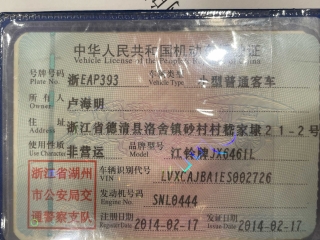 中华人民共和国机动车行驶证
Vehicle License of the People's Republic of China
号牌号码 浙EAP393 车辆类型 小型普通客车
Plate No. Vehicle Type
所有人 卢海明
Owner
住址 浙江省德清县洛舍镇砂村村 21-2号
使用性质 非营运 品牌型号 江铃牌JX6461L
Use Character Model
浙江省湖州
市公安局交
通警察支队
车辆识别代号 LVXCAJBA1ES002726
VIN
发动机号码 SNL0444
Engine No.
注册日期 2014-02-17 发证日期 2014-02-17
Register Date Issue Date